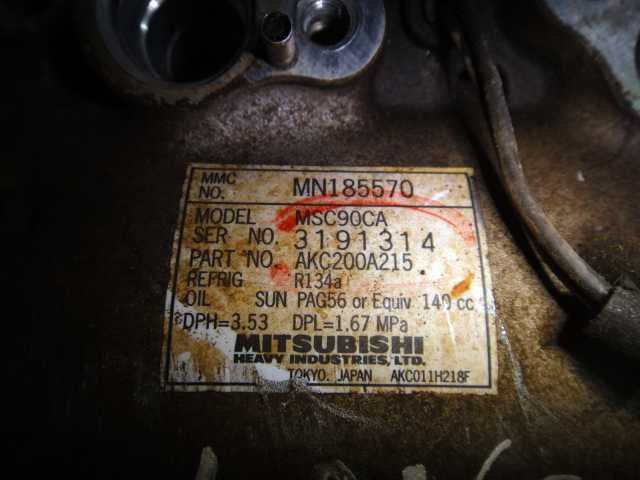 MMC
NO. MN185570
MODEL MSC90CA
SER NO. 3191314
PART NO. AKC200A215
REFRIG R134a
OIL SUN PAG56 or Equiv 140 cc
DPH=3.53 DPL=1.67 MPa
MITSUBISHI
HEAVY INDUSTRIES, LTD.
TOKYO. JAPAN AKC011H218F